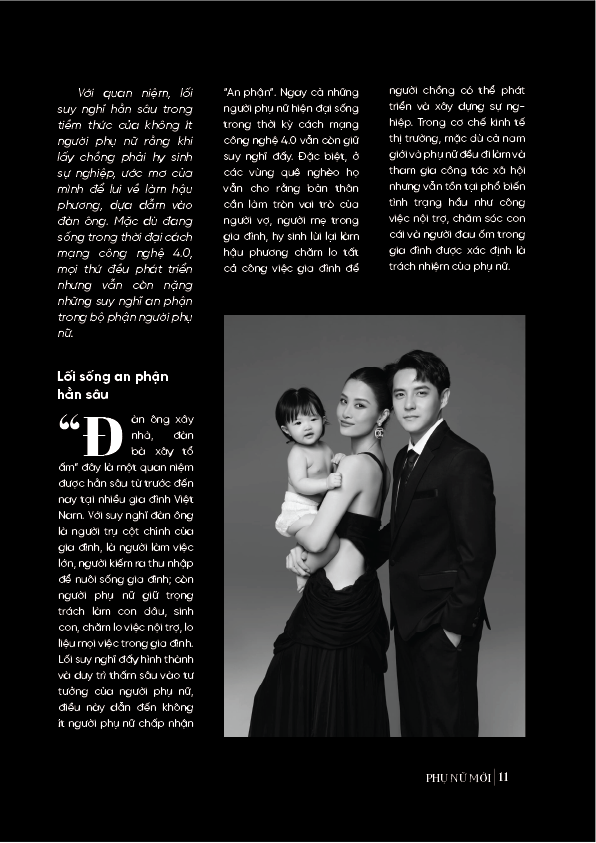 Với quan niệm, lối
suy nghĩ hằn sâu trong
tiềm thức của không ít
người phụ nữ rằng khi
lấy chồng phải hy sinh
sự nghiệp, ước mơ của
mình để lui về làm hậu
phương, dựa dẫm vào
đàn ông. Mặc dù đang
sống trong thời đại cách
mạng công nghệ 4.0,
mọi thứ đều phát triển
nhưng vẫn còn nặng
những suy nghĩ an phận
trong bộ phận người phụ
nữ.
Lối sống an phận
hằn sâu
“Đàn ông xây
nhà, đàn
bà xây tổ
ấm” đây là một quan niệm
được hằn sâu từ trước đến
nay tại nhiều gia đình Việt
Nam. Với suy nghĩ đàn ông
là người trụ cột chính của
gia đình, là người làm việc
lớn, người kiếm ra thu nhập
để nuôi sống gia đình; còn
người phụ nữ giữ trọng
trách làm con dâu, sinh
con, chăm lo việc nội trợ, lo
liệu mọi việc trong gia đình.
Lối suy nghĩ đấy hình thành
và duy trì thấm sâu vào tư
tưởng của người phụ nữ,
điều này dẫn đến không
ít người phụ nữ chấp nhận
“An phận”. Ngay cả những
người phụ nữ hiện đại sống
trong thời kỳ cách mạng
công nghệ 4.0 vẫn còn giữ
suy nghĩ đấy. Đặc biệt, ở
các vùng quê nghèo họ
vẫn cho rằng bản thân
cần làm tròn vai trò của
người vợ, người mẹ trong
gia đình, hy sinh lùi lại làm
hậu phương chăm lo tất
cả công việc gia đình để
người chồng có thể phát
triển và xây dựng sự ng-
hiệp. Trong cơ chế kinh tế
thị trường, mặc dù cả nam
giới và phụ nữ đều đi làm và
tham gia công tác xã hội
nhưng vẫn tồn tại phổ biến
tình trạng hầu như công
việc nội trợ, chăm sóc con
cái và người đau ốm trong
gia đình được xác định là
trách nhiệm của phụ nữ.
PHỤ NỮ MỚI 11